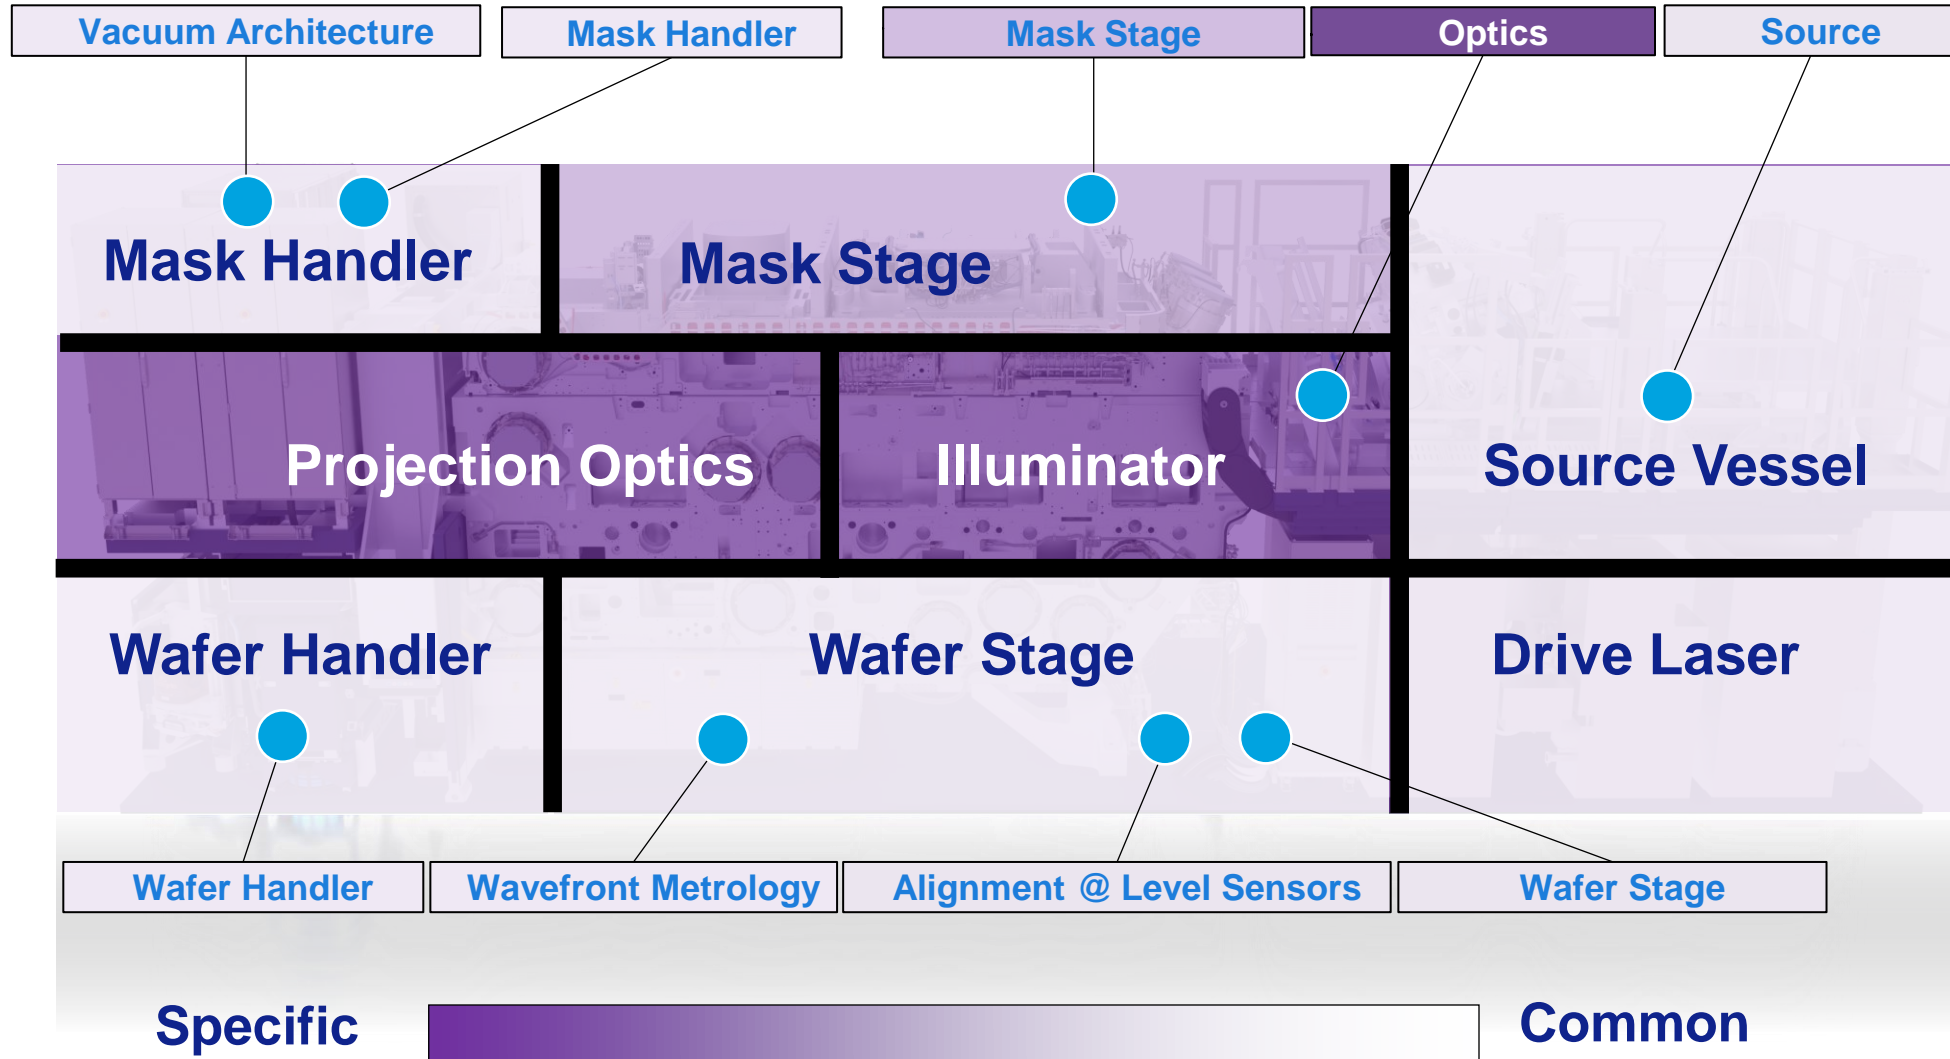 Vacuum Architecture
Mask Handler
Mask Stage
Optics
Source
Mask Handler
Mask Stage
Projection Optics
Illuminator
Source Vessel
Wafer Handler
Wafer Stage
Drive Laser
Wafer Handler
Wavefront Metrology
Alignment @ Level Sensors
Wafer Stage
Specific
Common